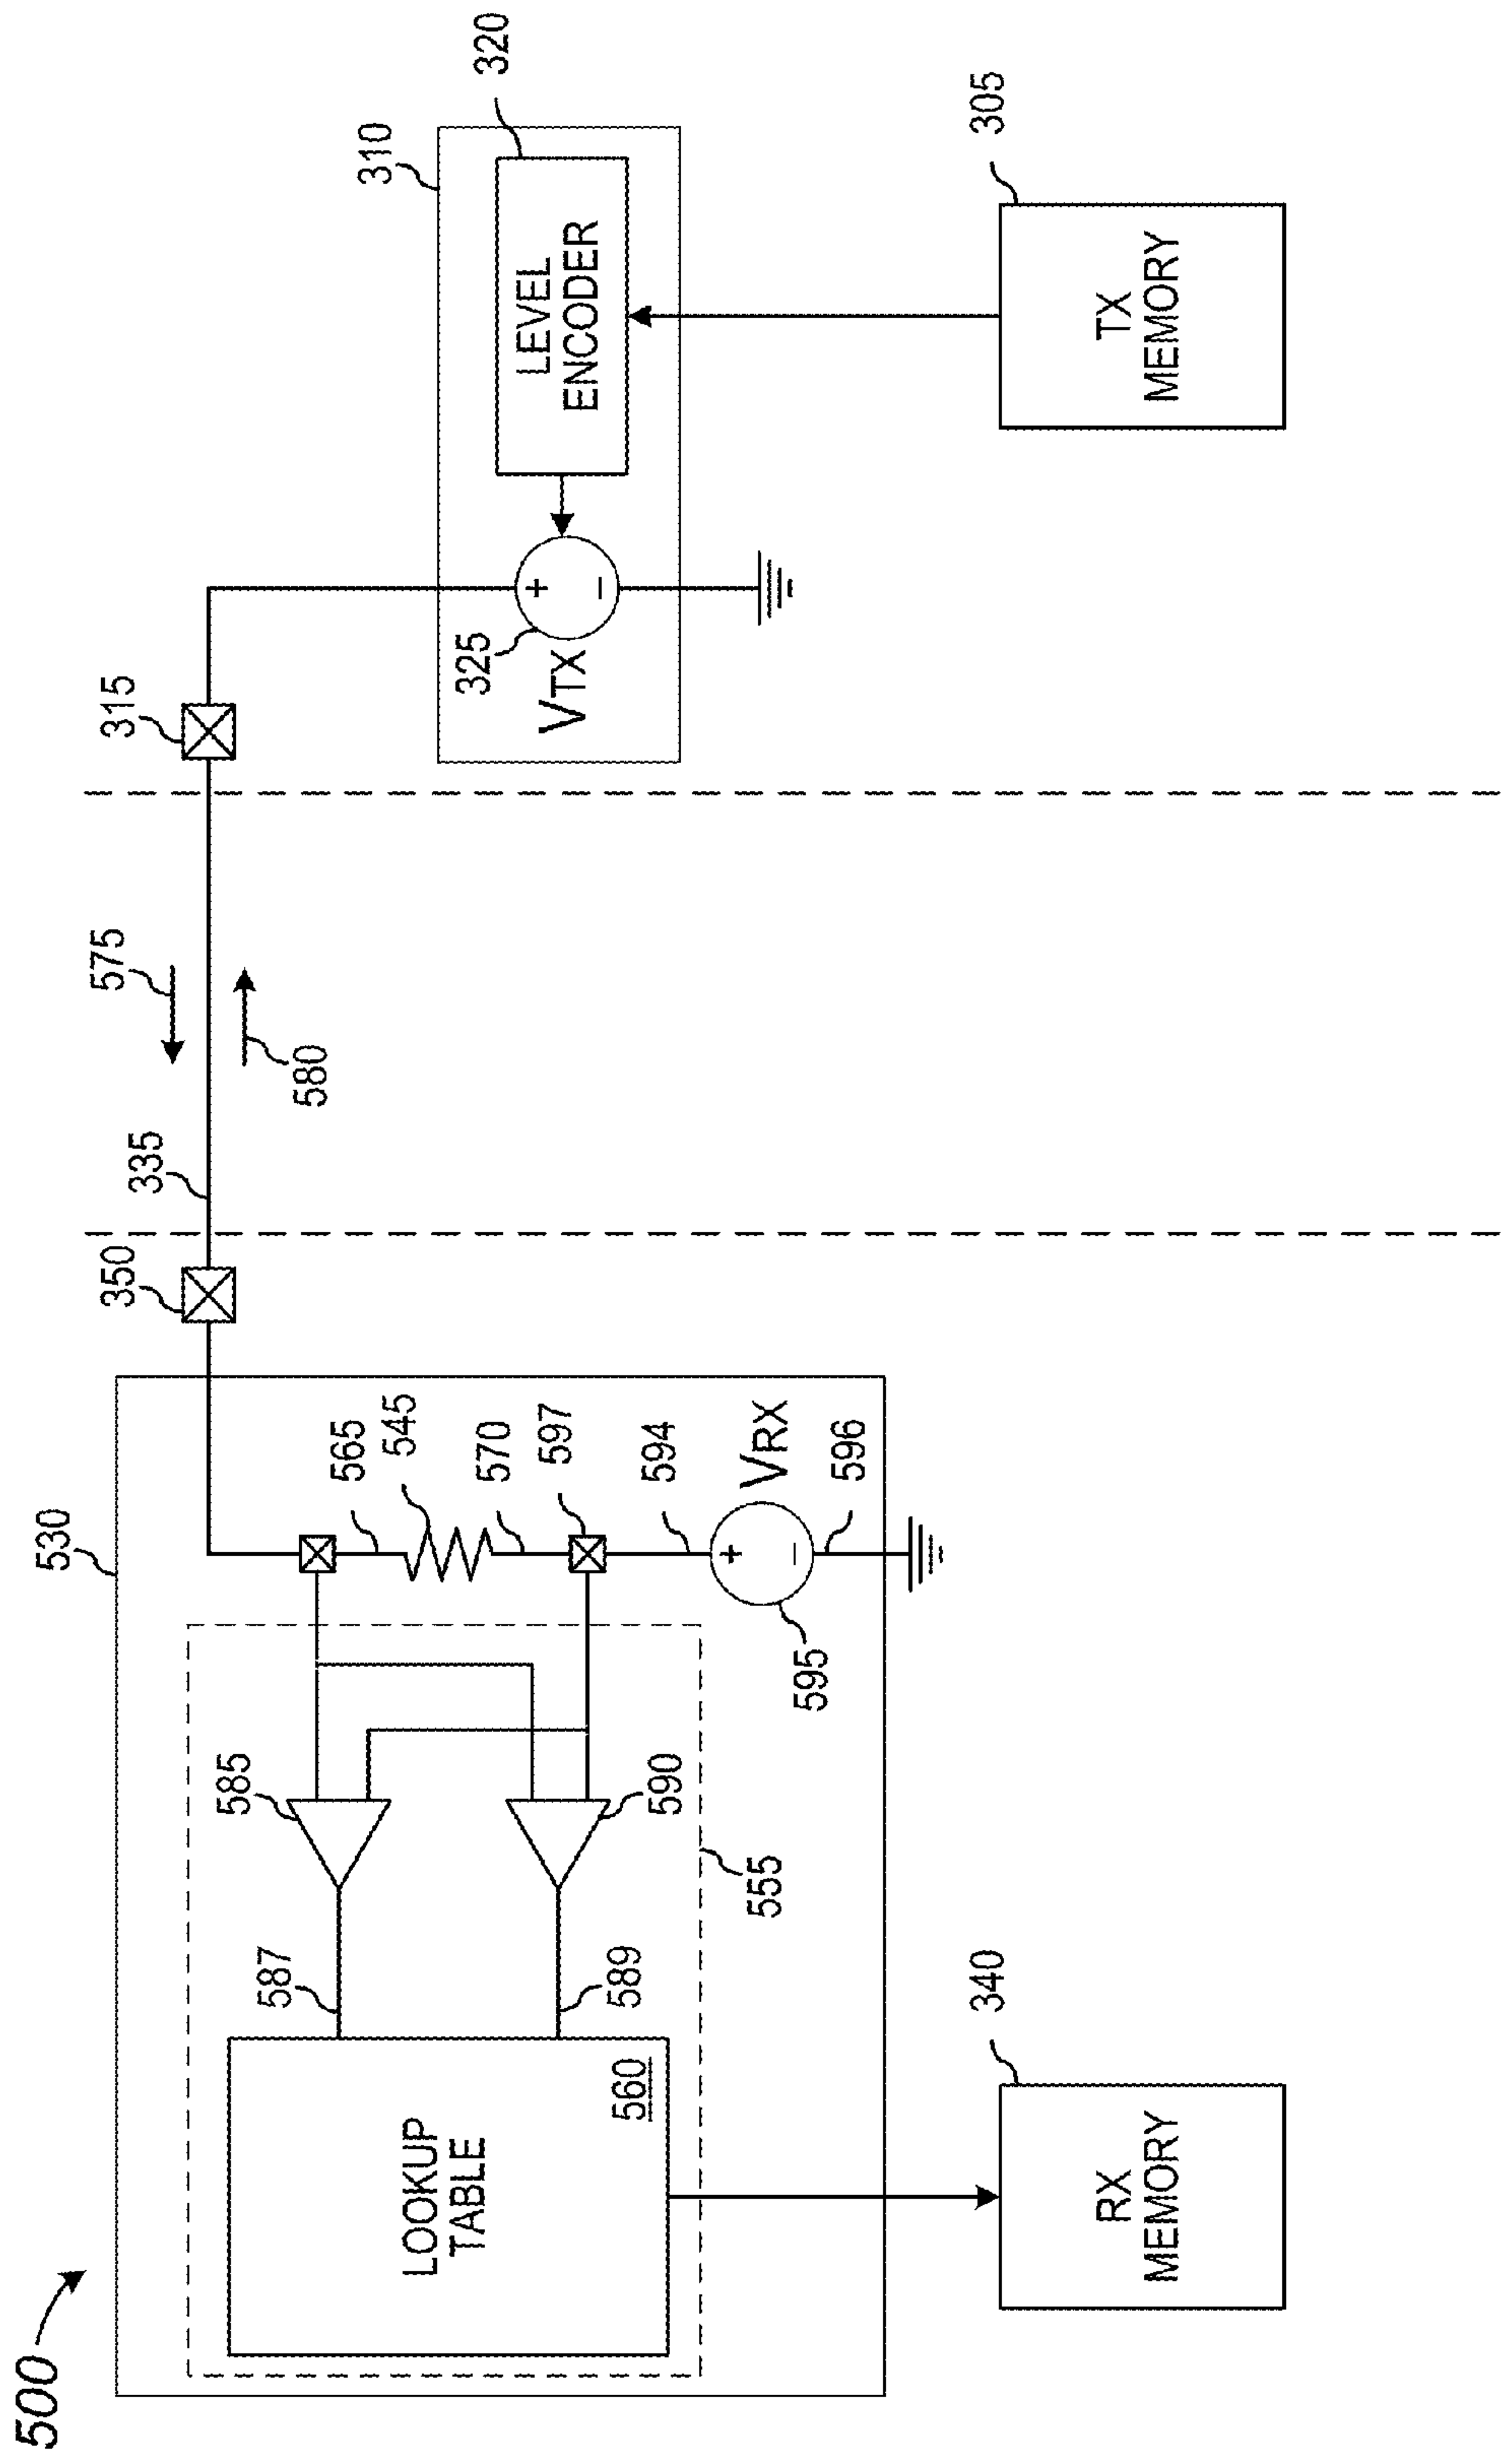 500
530
350
335
575
580
315
310
320
LEVEL
ENCODER
325
VTX
305
TX
MEMORY
565
545
570
597
594
VRX
596
595
585
590
555
587
589
LOOKUP
TABLE
560
340
RX
MEMORY